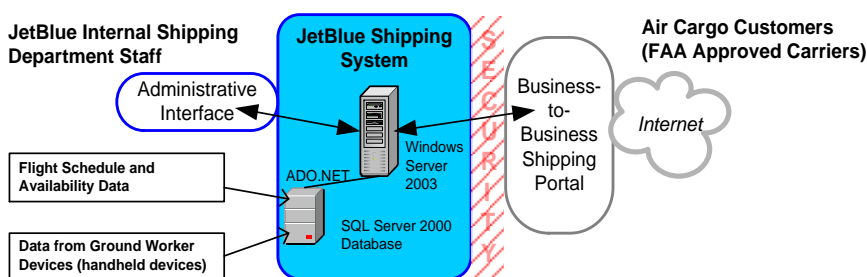 JetBlue Internal Shipping
Department Staff
Administrative
Interface
Flight Schedule and
Availability Data
Data from Ground Worker
Devices (handheld devices)
JetBlue Shipping
System
Windows
Server
2003
ADO.NET
SQL Server 2000
Database
SECURITY
Business-
to-
Business
Shipping
Portal
Air Cargo Customers
(FAA Approved Carriers)
Internet